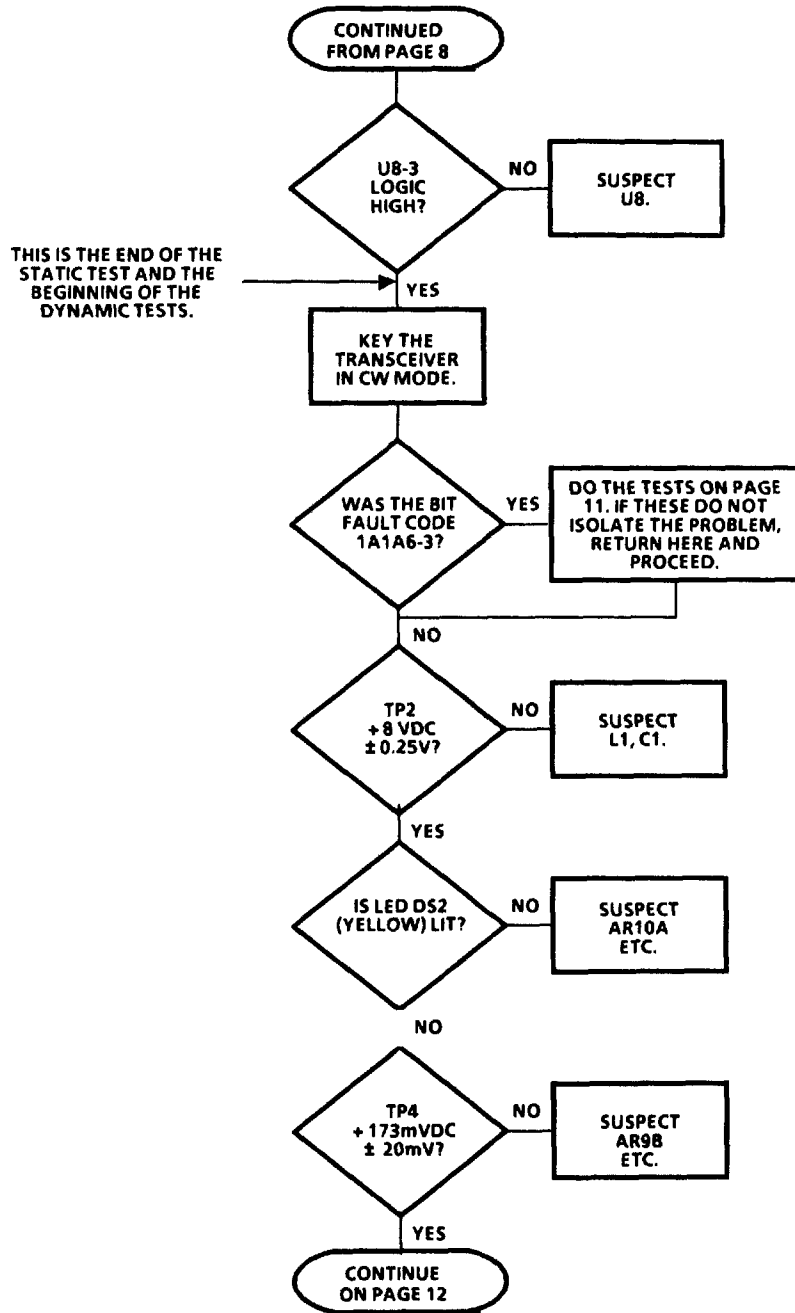 CONTINUED
FROM PAGE 8
U8-3
LOGIC
HIGH?
NO
SUSPECT
U8.
THIS IS THE END OF THE
STATIC TEST AND THE
BEGINNING OF THE
DYNAMIC TESTS.
YES
KEY THE
TRANSCEIVER
IN CW MODE.
WAS THE BIT
FAULT CODE
1A1A6-3?
YES
DO THE TESTS ON PAGE
11. IF THESE DO NOT
ISOLATE THE PROBLEM,
RETURN HERE AND
PROCEED.
NO
TP2
+8 VDC
± 0.25V?
NO
SUSPECT
L1, C1.
YES
IS LED DS2
(YELLOW) LIT?
NO
SUSPECT
AR10A
ETC.
NO
TP4
+ 173mVDC
± 20mV?
NO
SUSPECT
AR9B
ETC.
YES
CONTINUE
ON PAGE 12